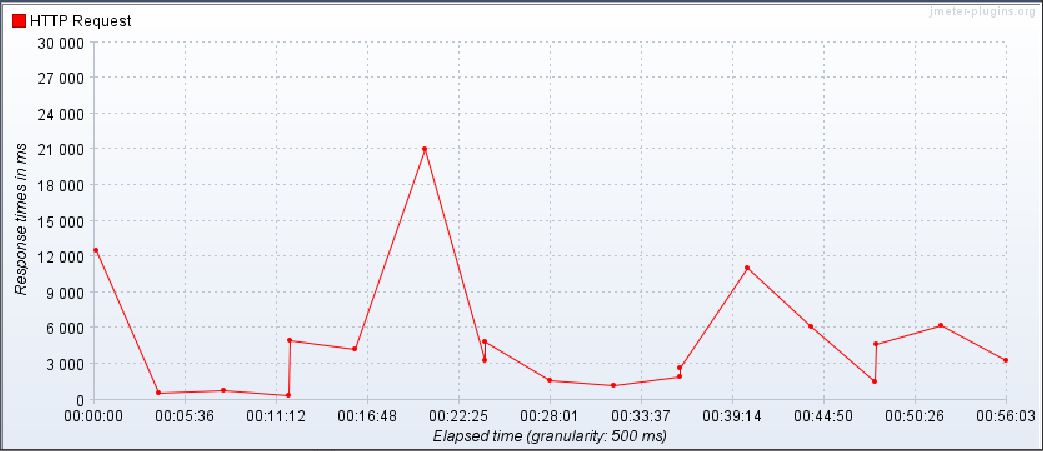 jmeter-plugins.org
HTTP Request
30 000
27 000
24 000
21 000
18 000
15 000
12 000
9 000
6 000
3 000
0
Response times in ms
00:00:00 00:05:36 00:11:12 00:16:48 00:22:25 00:28:01 00:33:37 00:39:14 00:44:50 00:50:26 00:56:03
Elapsed time (granularity: 500 ms)